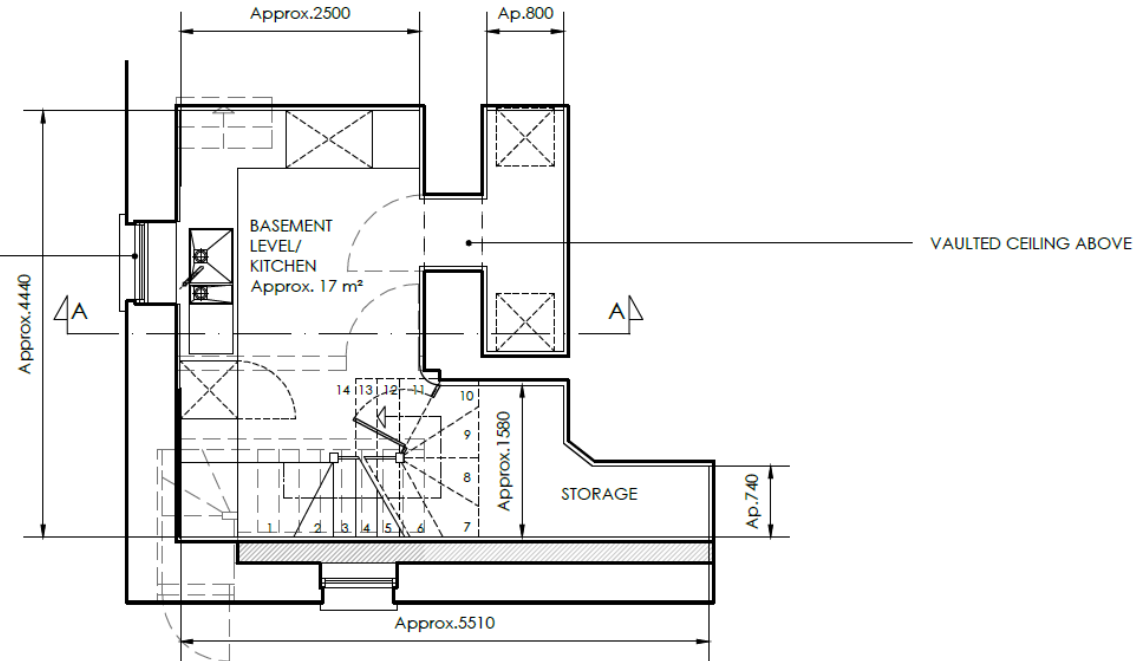 Approx.2500
Ap.800
BASEMENT
LEVEL/
KITCHEN
Approx. 17 m²
VAULTED CEILING ABOVE
Approx.4440
A
A
14 13 12 11
10
9
8
7
1 2 3 4 5 6
Approx.1580
STORAGE
Ap.740
Approx.5510